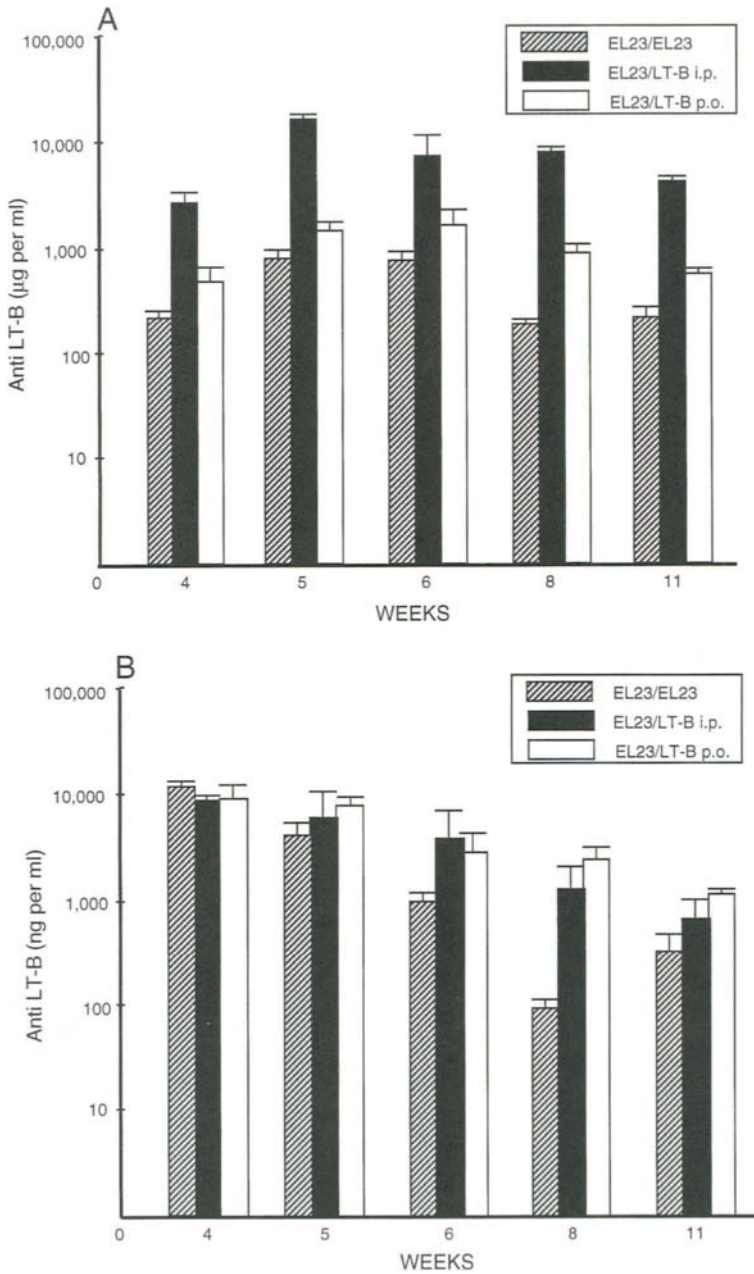 A
100,000
10,000
1,000
100
10
0
Anti LT-B (µg per ml)
EL23/EL23
EL23/LT-B i.p.
EL23/LT-B p.o.
4 5 6 8 11
WEEKS
B
100,000
10,000
1,000
100
10
0
Anti LT-B (ng per ml)
EL23/EL23
EL23/LT-B i.p.
EL23/LT-B p.o.
4 5 6 8 11
WEEKS